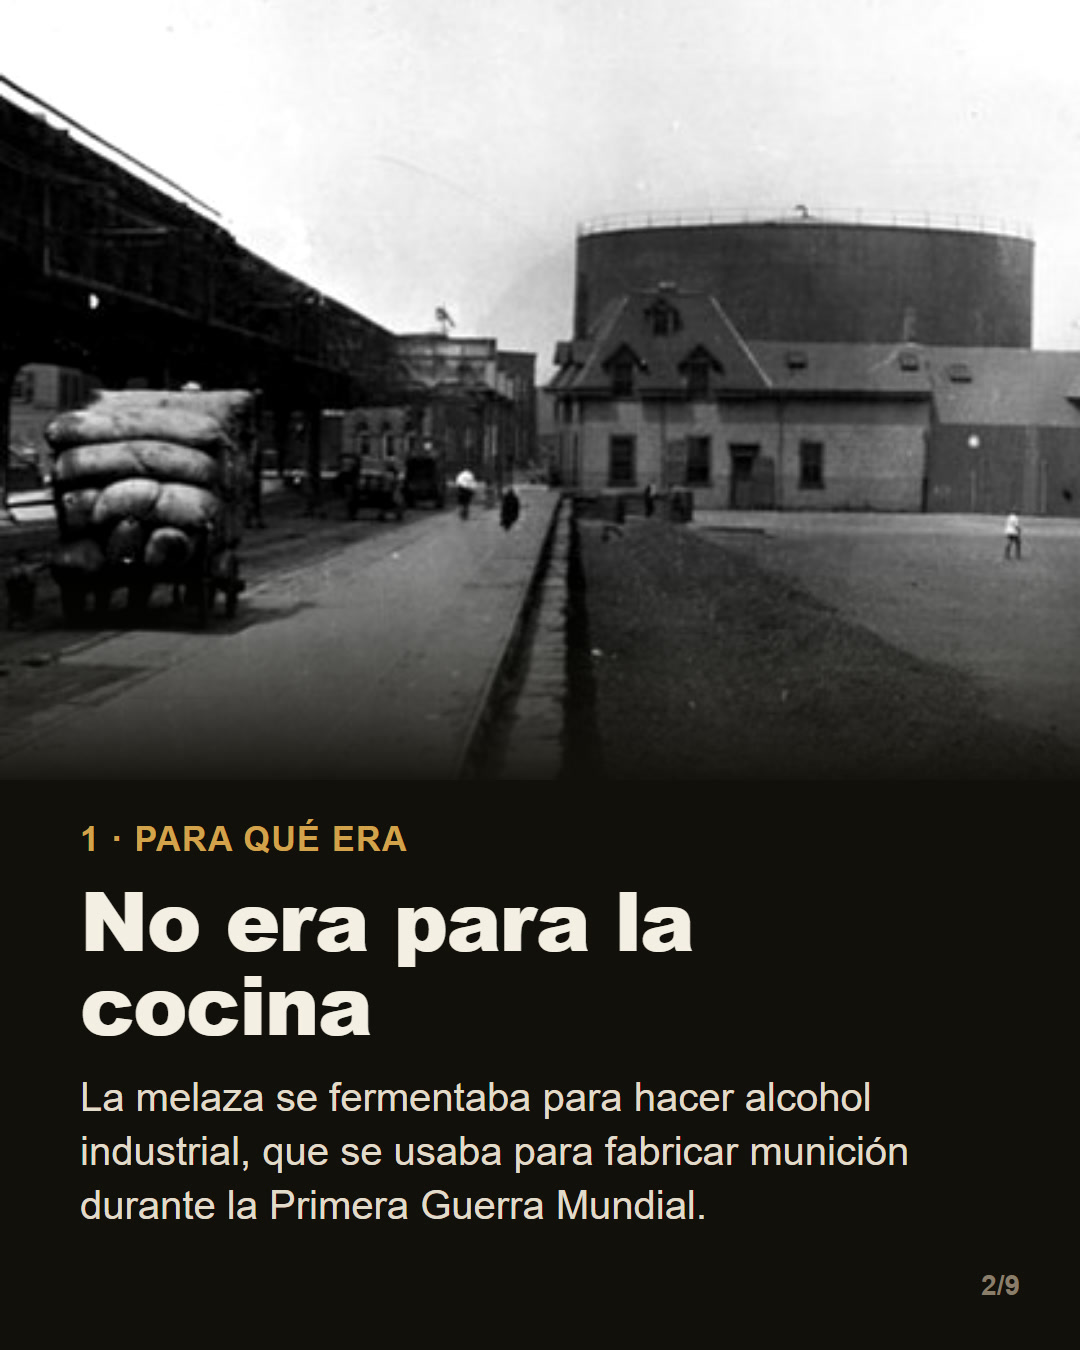 1 · PARA QUÉ ERA
No era para la
cocina
La melaza se fermentaba para hacer alcohol
industrial, que se usaba para fabricar munición
durante la Primera Guerra Mundial.
2/9